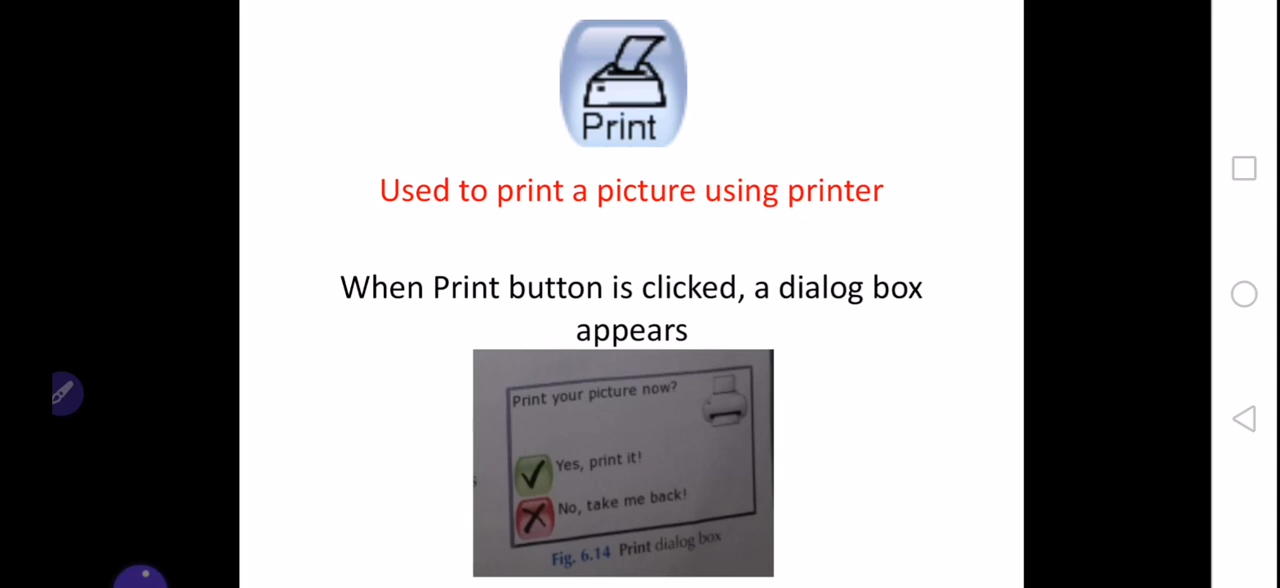 Print
Used to print a picture using printer
When Print button is clicked, a dialog box
appears
Print your picture now?
Yes, print it!
No, take me back!
Fig. 6.14 Print dialog box